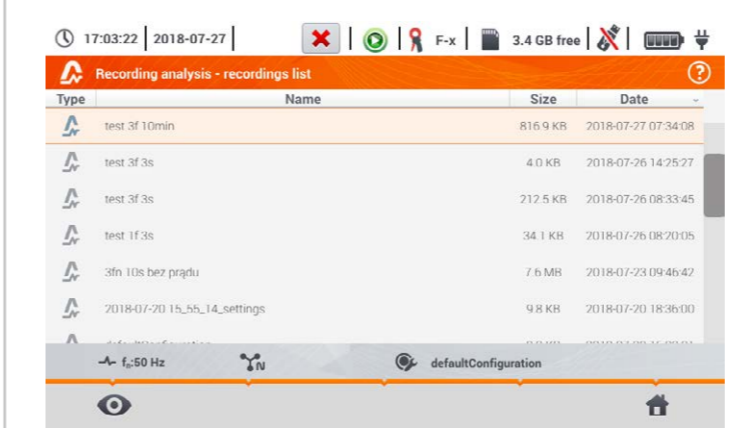 17:03:22 2018-07-27 F-x 3.4 GB free
Recording analysis - recordings list ?
Type Name Size Date
test 3f 10min 816.9 KB 2018-07-27 07:34:08
test 3f 3s 4.0 KB 2018-07-26 14:25:27
test 3f 3s 212.5 KB 2018-07-26 08:33:45
test 1f 3s 34.1 KB 2018-07-26 08:20:05
3fn 10s bez prądu 7.6 MB 2018-07-23 09:46:42
2018-07-20 15_55_14_settings 9.8 KB 2018-07-20 18:36:00
fₙ:50 Hz N defaultConfiguration